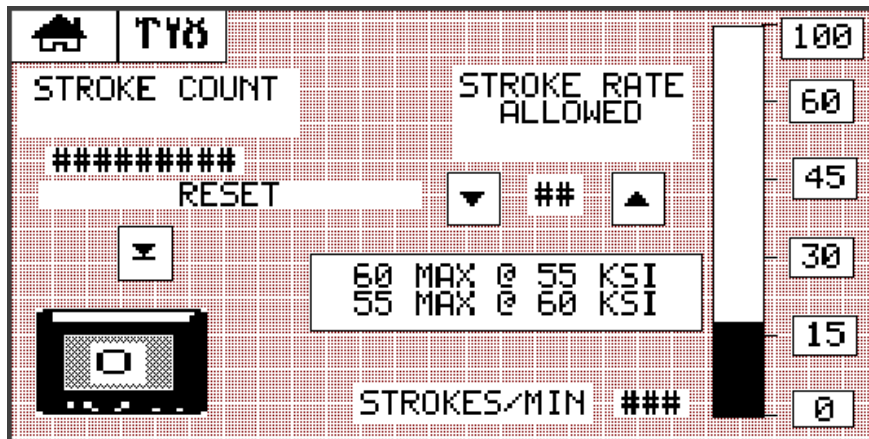 STROKE COUNT
#########
RESET
STROKE RATE
ALLOWED
##
60 MAX @ 55 KSI
55 MAX @ 60 KSI
STROKES/MIN ###
100
60
45
30
15
0